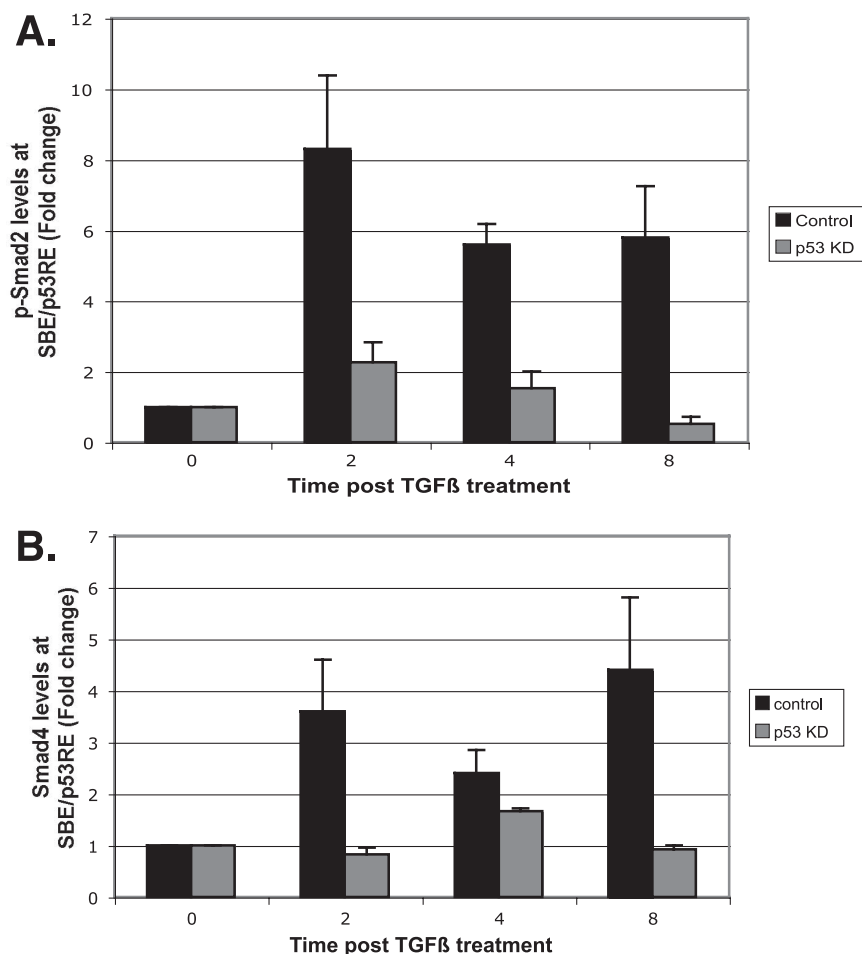 A.
p-Smad2 levels at
SBE/p53RE (Fold change)
12
10
8
6
4
2
0
0 2 4 8
Time post TGFß treatment
Control
p53 KD
B.
Smad4 levels at
SBE/p53RE (Fold change)
7
6
5
4
3
2
1
0
0 2 4 8
Time post TGFß treatment
control
p53 KD